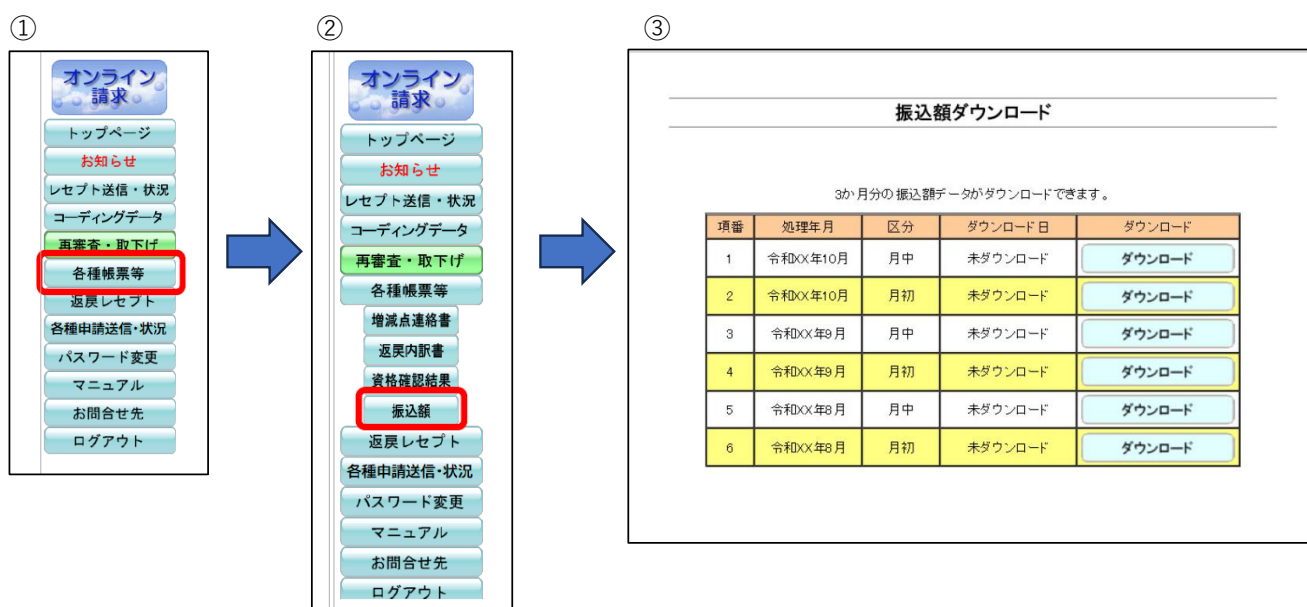 ①
オンライン
請求
トップページ
お知らせ
レセプト送信・状況
コーディングデータ
再審査・取下げ
各種帳票等
返戻レセプト
各種申請送信・状況
パスワード変更
マニュアル
お問合せ先
ログアウト
②
オンライン
請求
トップページ
お知らせ
レセプト送信・状況
コーディングデータ
再審査・取下げ
各種帳票等
増減点連絡書
返戻内訳書
資格確認結果
振込額
返戻レセプト
各種申請送信・状況
パスワード変更
マニュアル
お問合せ先
ログアウト
③
振込額ダウンロード
3か月分の振込額データがダウンロードできます。
項番 処理年月 区分 ダウンロード日 ダウンロード
1 令和XX年10月 月中 未ダウンロード ダウンロード
2 令和XX年10月 月初 未ダウンロード ダウンロード
3 令和XX年9月 月中 未ダウンロード ダウンロード
4 令和XX年9月 月初 未ダウンロード ダウンロード
5 令和XX年8月 月中 未ダウンロード ダウンロード
6 令和XX年8月 月初 未ダウンロード ダウンロード